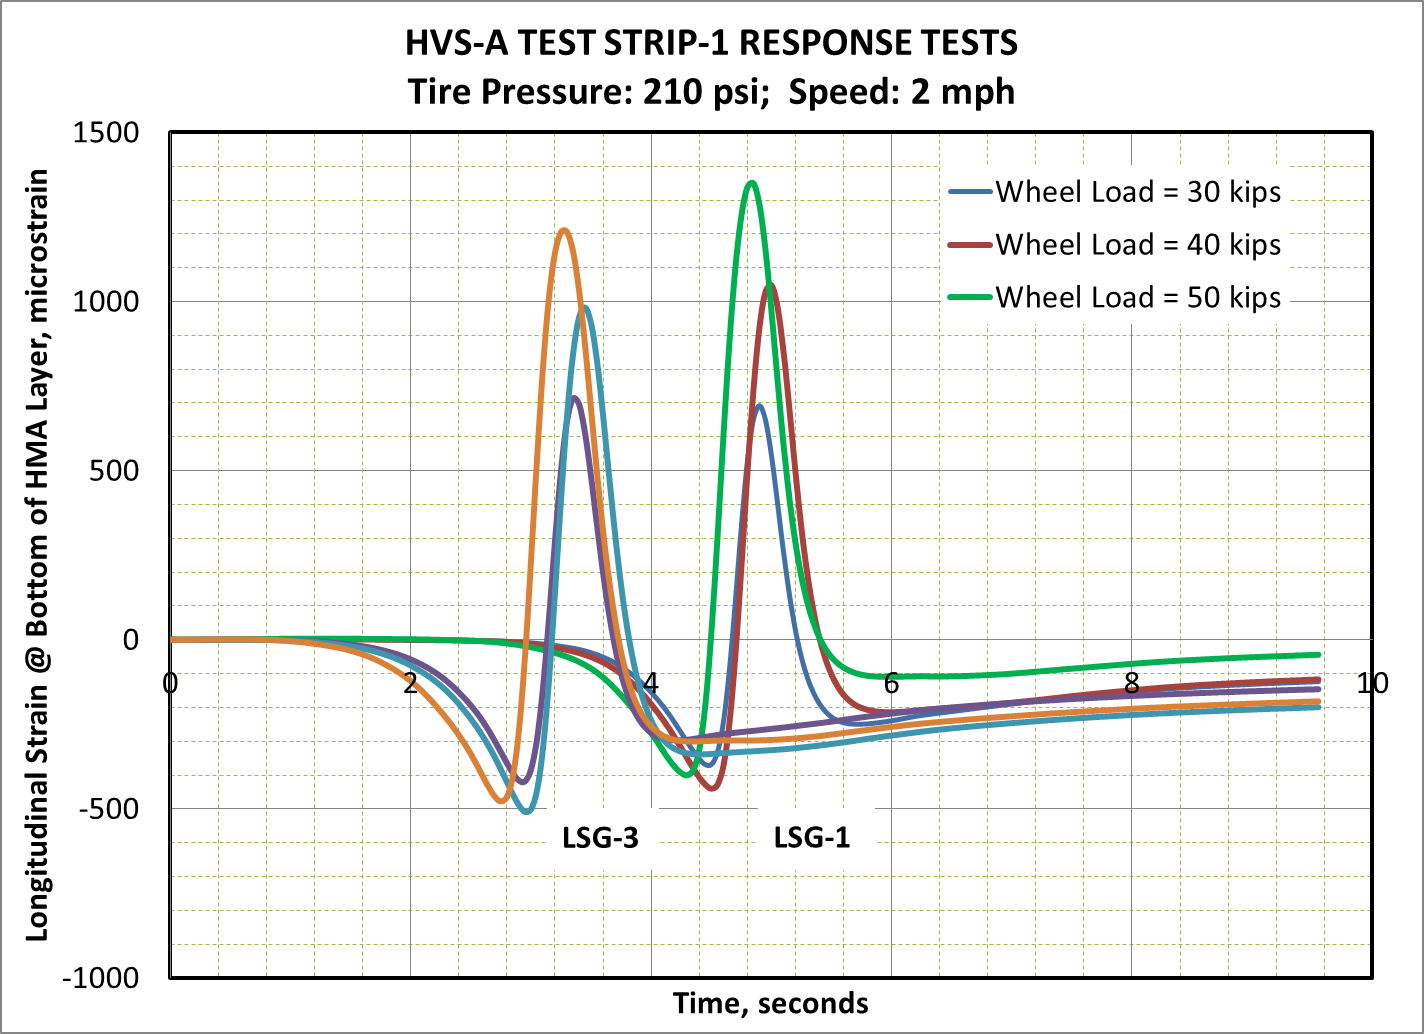 HVS-A TEST STRIP-1 RESPONSE TESTS
Tire Pressure: 210 psi;  Speed: 2 mph
Longitudinal Strain @ Bottom of HMA Layer, microstrain
1500
1000
500
0
-500
-1000
Wheel Load = 30 kips
Wheel Load = 40 kips
Wheel Load = 50 kips
0 2 4 6 8 10
LSG-3 LSG-1
Time, seconds